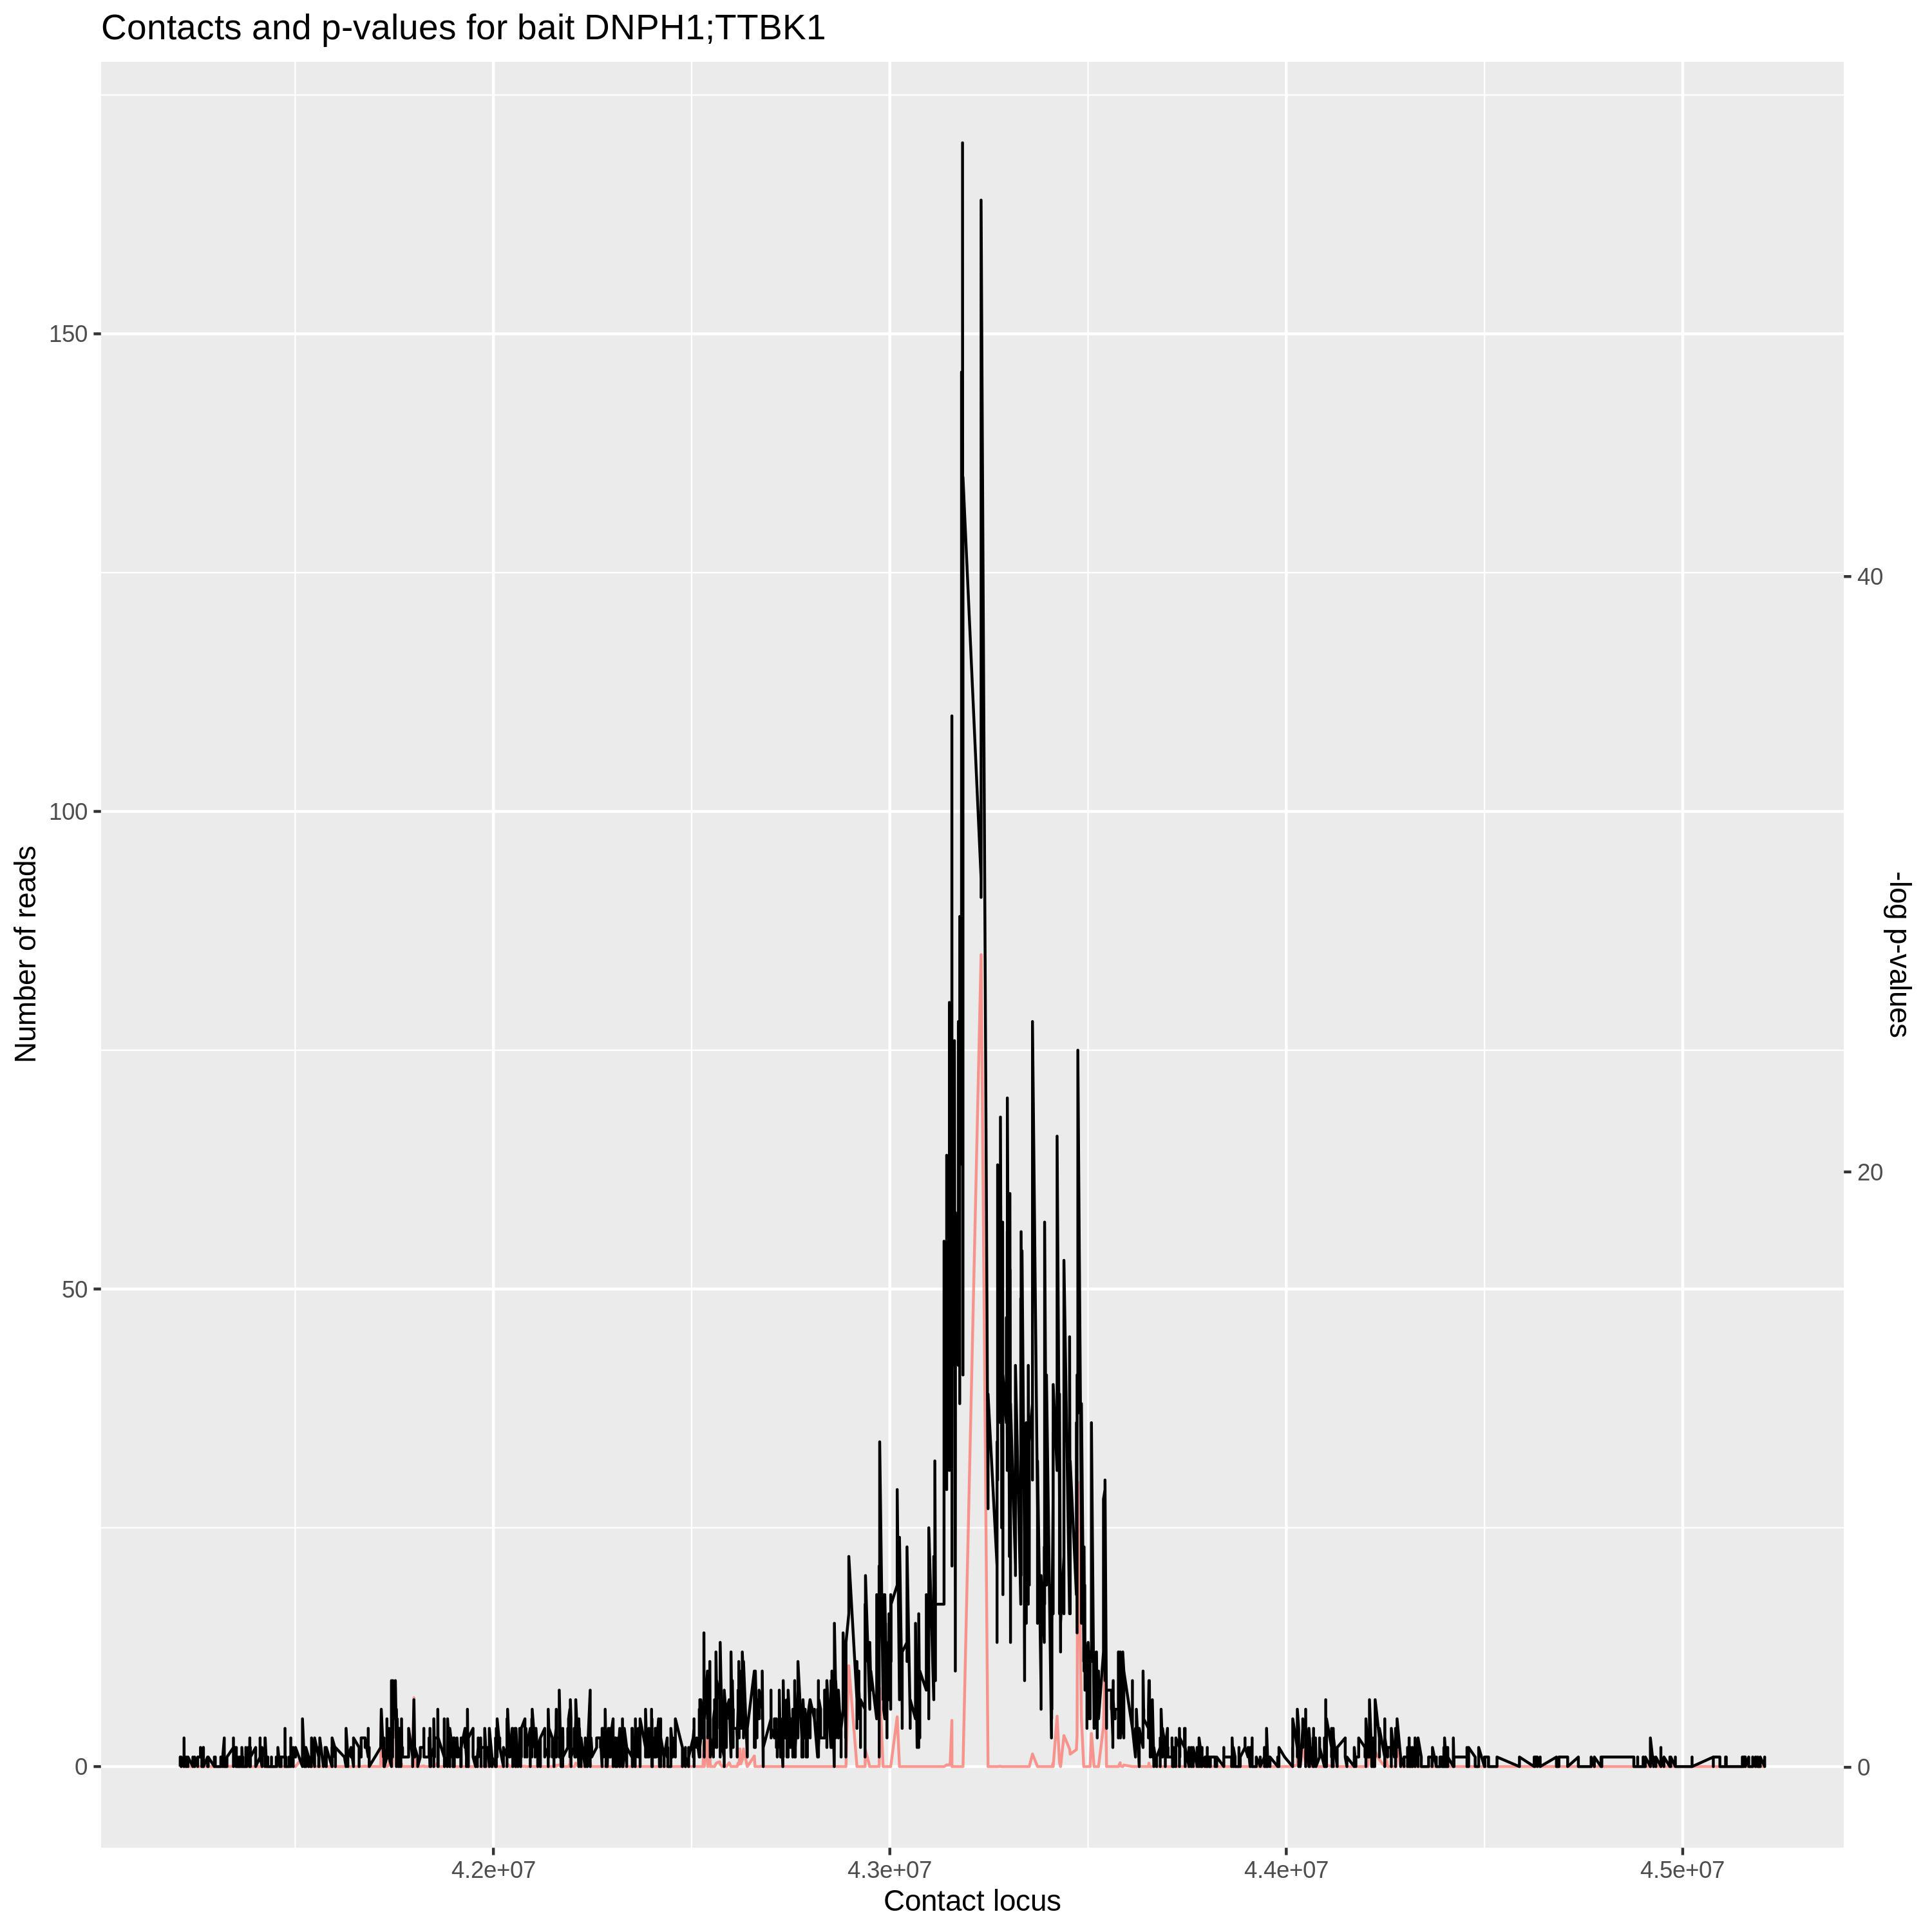 Contacts and p-values for bait DNPH1;TTBK1
150
100
50
0
Number of reads
40
20
0
-log p-values
4.2e+07
4.3e+07
4.4e+07
4.5e+07
Contact locus